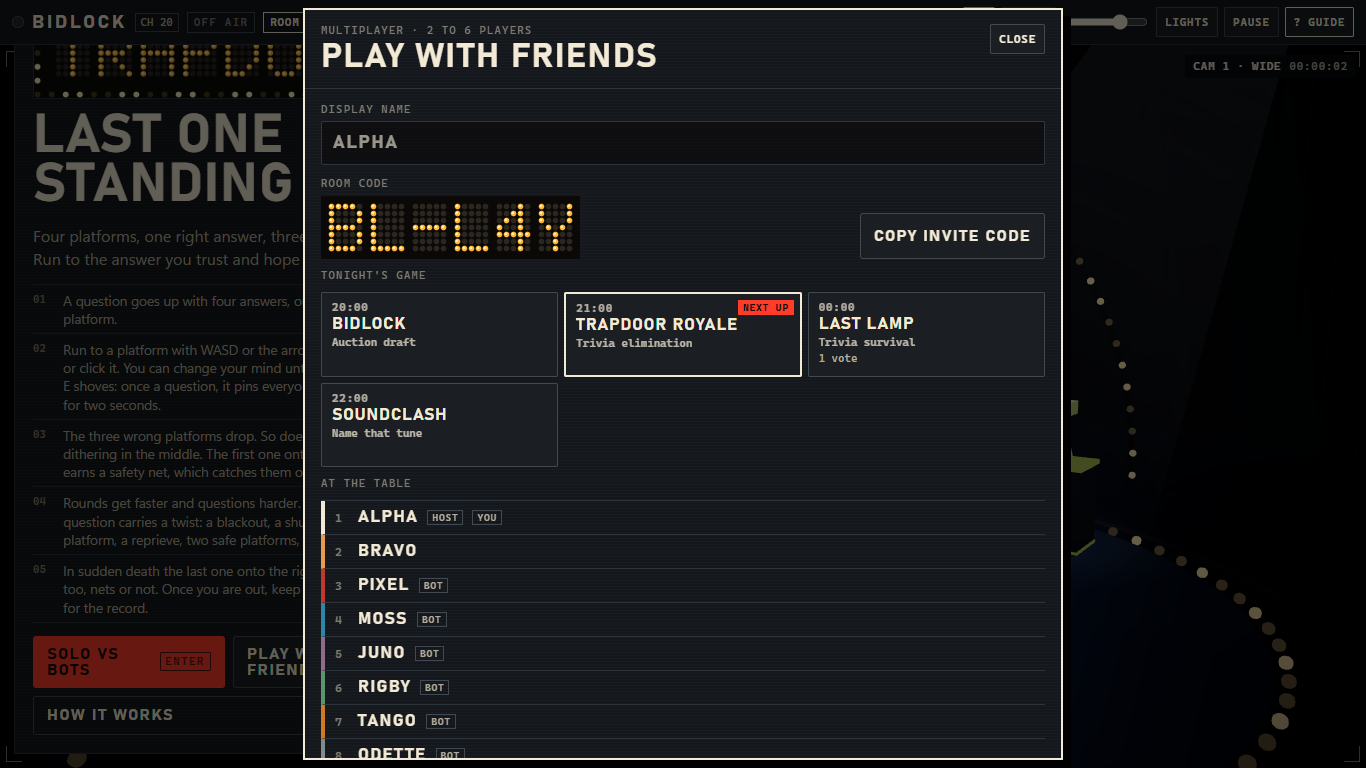 BIDLOCK CH 20 OFF AIR ROOM
LIGHTS PAUSE ? GUIDE
CAM 1 · WIDE 00:00:02
LAST ONE
STANDING
Four platforms, one right answer, three
Run to the answer you trust and hope
01 A question goes up with four answers,
platform.
02 Run to a platform with WASD or the
or click it. You can change your mind
E shoves: once a question, it pins
for two seconds.
03 The three wrong platforms drop. So
dithering in the middle. The first one
earns a safety net, which catches them
04 Rounds get faster and questions harder.
question carries a twist: a blackout, a
platform, a reprieve, two safe platforms,
05 In sudden death the last one onto the
too, nets or not. Once you are out, keep
for the record.
SOLO VS
BOTS
ENTER
PLAY
HOW IT WORKS
MULTIPLAYER · 2 TO 6 PLAYERS
PLAY WITH FRIENDS
CLOSE
DISPLAY NAME
ALPHA
ROOM CODE
BL-L4Y
COPY INVITE CODE
TONIGHT'S GAME
20:00
BIDLOCK
Auction draft
21:00
NEXT UP
TRAPDOOR ROYALE
Trivia elimination
00:00
LAST LAMP
Trivia survival
1 vote
22:00
SOUNDCLASH
Name that tune
AT THE TABLE
1 ALPHA HOST YOU
2 BRAVO
3 PIXEL BOT
4 MOSS BOT
5 JUNO BOT
6 RIGBY BOT
7 TANGO BOT
8 ODETTE BOT